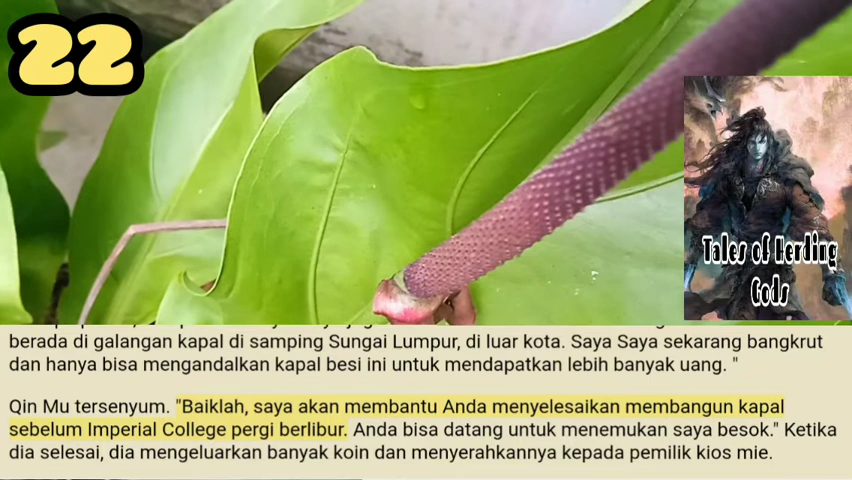 22
Tales of Herding
Gods
berada di galangan kapal di samping Sungai Lumpur, di luar kota. Saya Saya sekarang bangkrut
dan hanya bisa mengandalkan kapal besi ini untuk mendapatkan lebih banyak uang. "
Qin Mu tersenyum. "Baiklah, saya akan membantu Anda menyelesaikan membangun kapal
sebelum Imperial College pergi berlibur. Anda bisa datang untuk menemukan saya besok." Ketika
dia selesai, dia mengeluarkan banyak koin dan menyerahkannya kepada pemilik kios mie.